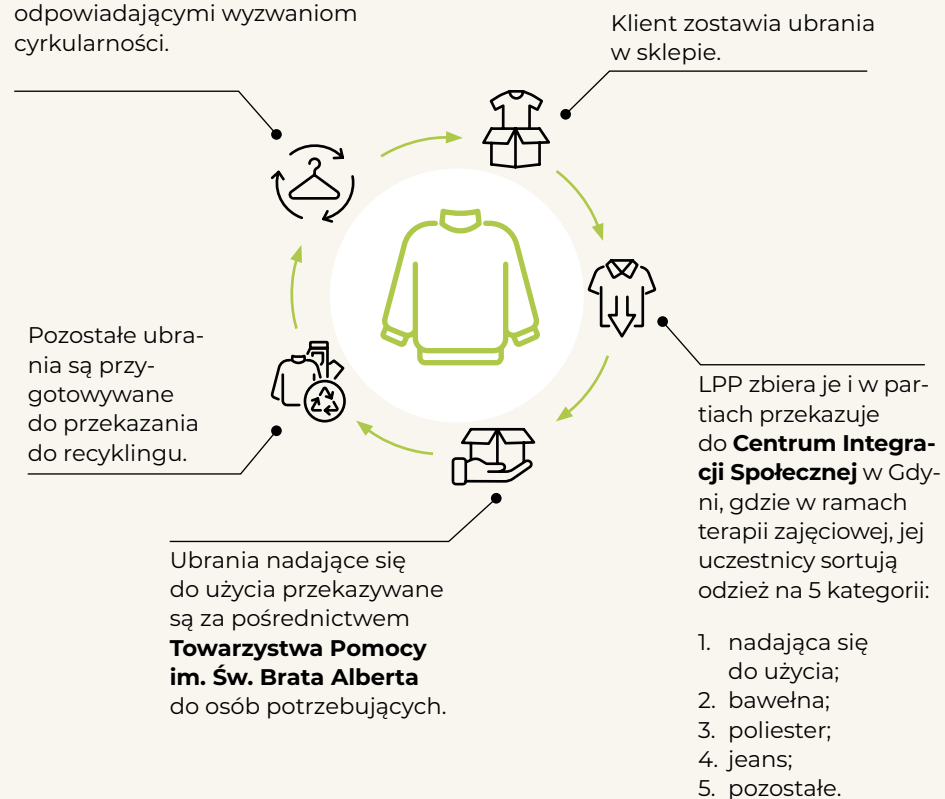 odpowiadającymi wyzwaniom
cyrkularności.
Klient zostawia ubrania
w sklepie.
LPP zbiera je i w par-
tiach przekazuje
do Centrum Integra-
cji Społecznej w Gdy-
ni, gdzie w ramach
terapii zajęciowej, jej
uczestnicy sortują
odzież na 5 kategorii:
1. nadająca się
do użycia;
2. bawełna;
3. poliester;
4. jeans;
5. pozostałe.
Ubrania nadające się
do użycia przekazywane
są za pośrednictwem
Towarzystwa Pomocy
im. Św. Brata Alberta
do osób potrzebujących.
Pozostałe ubra-
nia są przy-
gotowywane
do przekazania
do recyklingu.